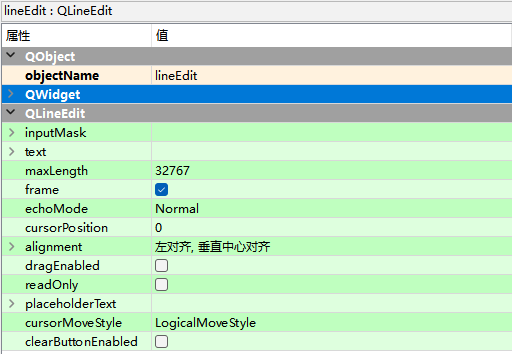 lineEdit : QLineEdit
属性 值
QObject
objectName lineEdit
QWidget
QLineEdit
inputMask
text
maxLength 32767
frame
echoMode Normal
cursorPosition 0
alignment 左对齐, 垂直中心对齐
dragEnabled
readOnly
placeholderText
cursorMoveStyle LogicalMoveStyle
clearButtonEnabled